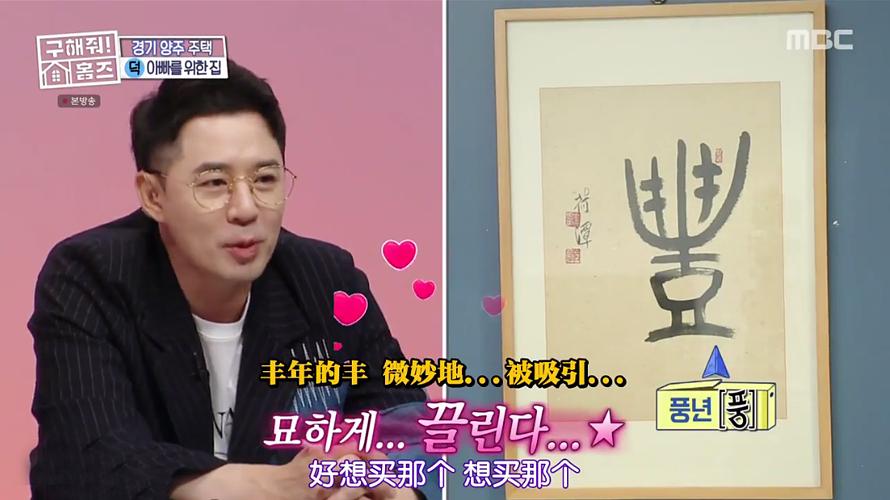 구해줘!
홈즈
경기 양주 주택
덕 아빠를 위한 집
본방송
MBC
豐
荷潭
丰年的丰 微妙地...被吸引...
묘하게... 끌린다...★
풍년[풍]
好想买那个 想买那个